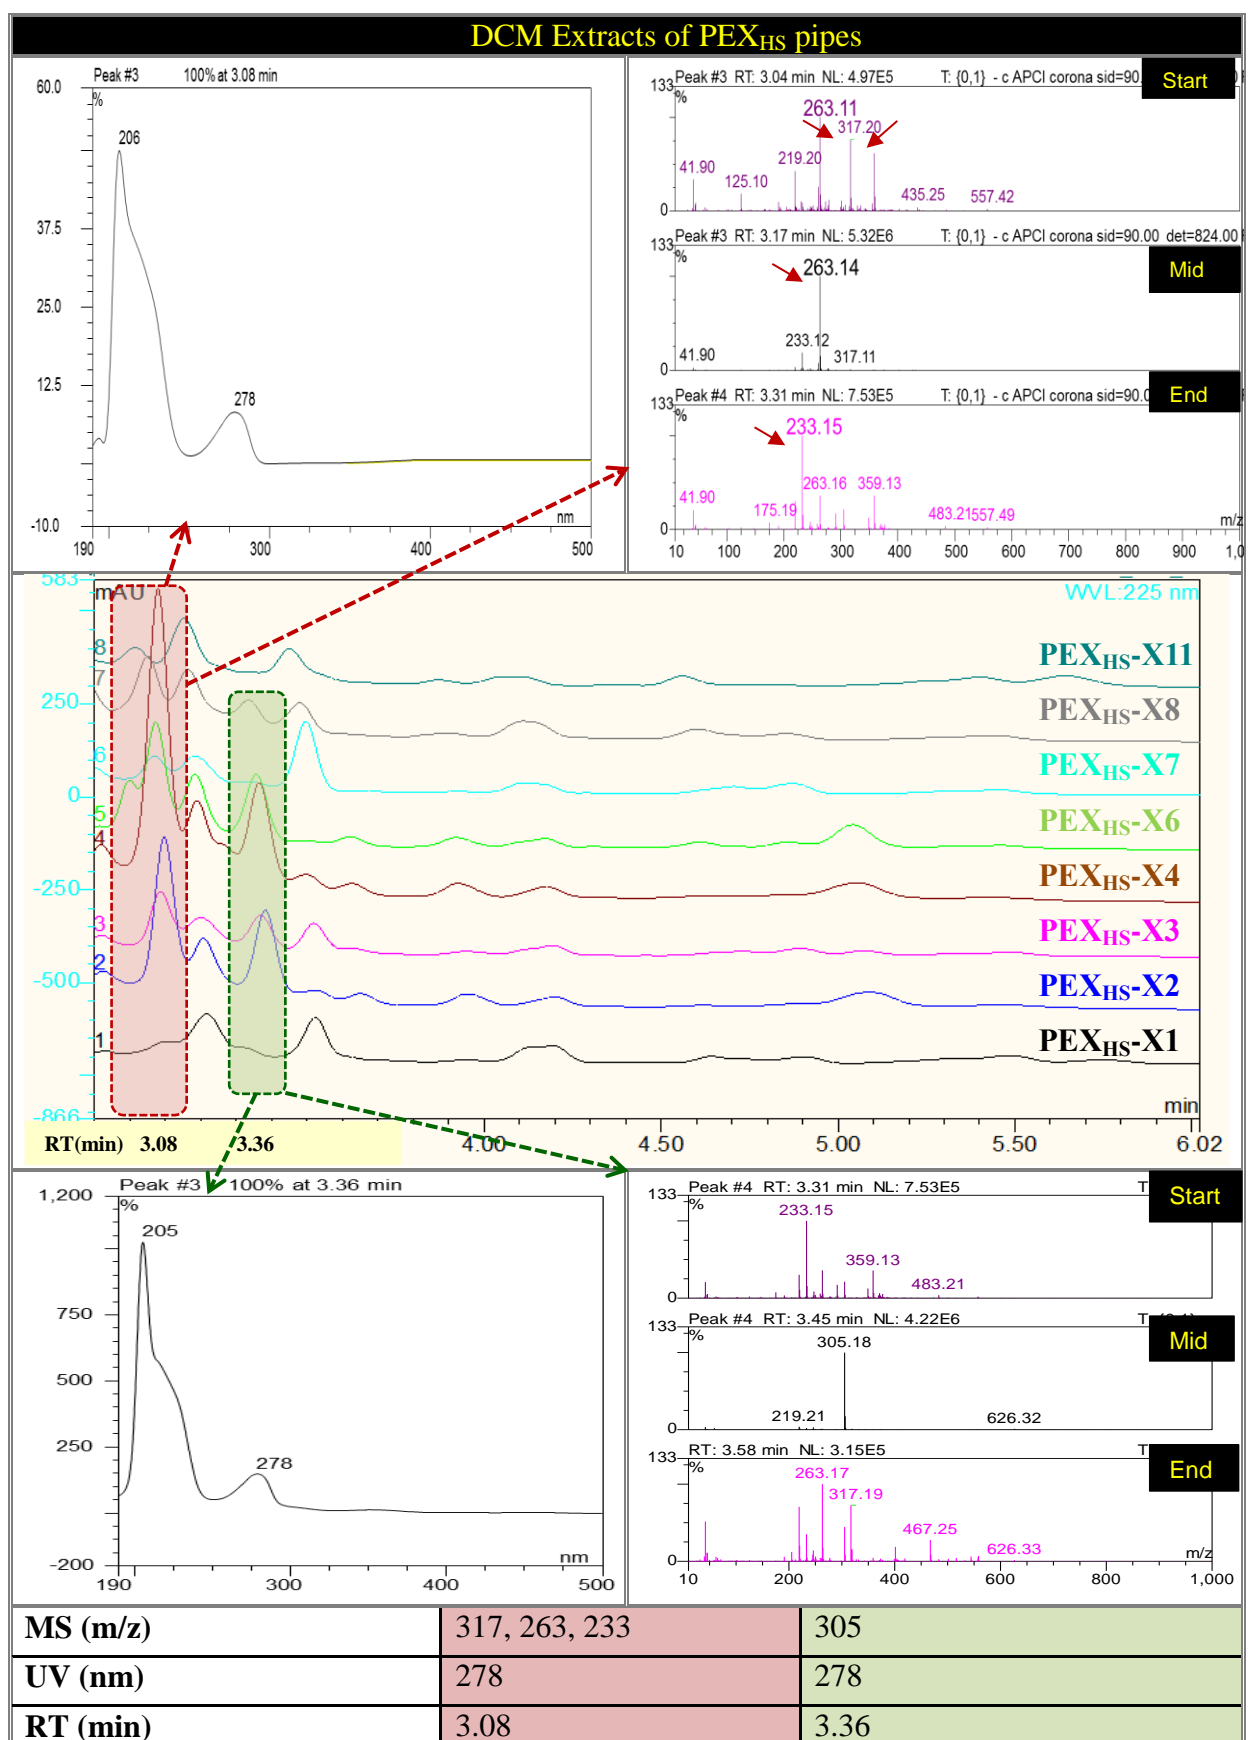 DCM Extracts of PEXHS pipes
Peak #3 100% at 3.08 min
60.0
%
206
37.5
25.0
12.5
278
-10.0
nm
190 300 500
Peak #3 RT: 3.04 min NL: 4.97E5 T: {0,1} - c APCI corona sid=90.
Start
133
%
263.11
317.20
219.20
41.90
125.10
435.25
557.42
0
Peak #3 RT: 3.17 min NL: 5.32E6 T: {0,1} - c APCI corona sid=90.00 det=824.00
Mid
133
%
263.14
233.12
41.90
317.11
0
Peak #4 RT: 3.31 min NL: 7.53E5 T: {0,1} - c APCI corona sid=90.0
End
133
%
233.15
263.16 359.13
41.90
175.19
483.21 557.49
0
m/z
10 100 200 300 400 500 600 700 800 900 1,0
583
mAU
WVL:225 nm
8
PEXHS-X11
7
250
PEXHS-X8
6
PEXHS-X7
0
5
PEXHS-X6
4
PEXHS-X4
-250
3
PEXHS-X3
2
-500
PEXHS-X2
1
PEXHS-X1
min
-866
RT(min) 3.08 3.36 4.00 4.50 5.00 5.50 6.02
Peak #3 100% at 3.36 min
1,200
%
205
750
500
250
278
-200
nm
190 300 400 500
Peak #4 RT: 3.31 min NL: 7.53E5 T
Start
133
%
233.15
359.13
483.21
0
Peak #4 RT: 3.45 min NL: 4.22E6 T
Mid
133
%
305.18
219.21
626.32
0
RT: 3.58 min NL: 3.15E5 T
End
133
%
263.17
317.19
467.25
626.33
0
m/z
10 200 400 600 800 1,000
MS (m/z) 317, 263, 233 305
UV (nm) 278 278
RT (min) 3.08 3.36